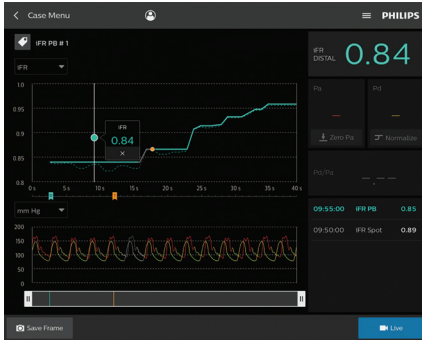 Case Menu
PHILIPS
iFR PB # 1
iFR
1.0
0.95
0.9
0.85
0.8
iFR
0.84
×
0 s 5 s 10 s 15 s 20 s 25 s 30 s 35 s 40 s
mm Hg
200
150
100
50
0
iFR
DISTAL
0.84
Pa Pd
Zero Pa Normalize
Pd/Pa
-.--
09:55:00 iFR PB 0.85
09:50:00 iFR Spot 0.89
Save Frame
Live